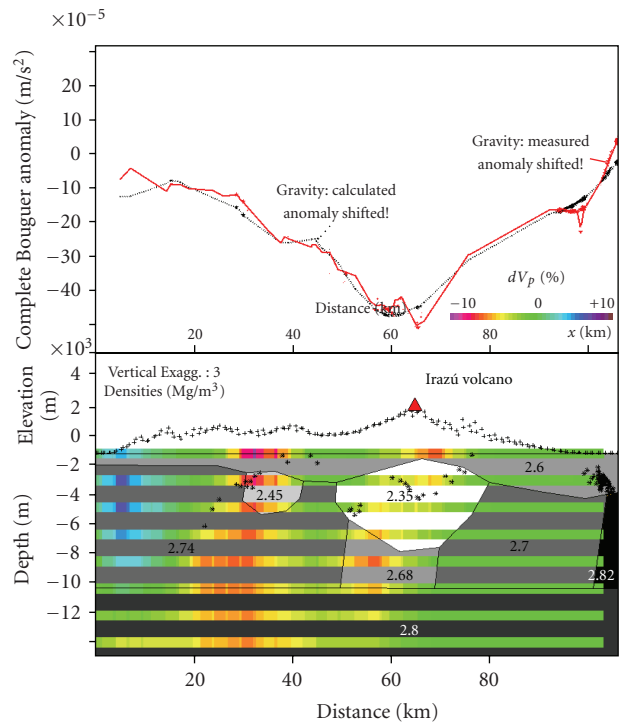 ×10⁻⁵
Complete Bouguer anomaly (m/s²)
30
20
10
0
−10
−20
−30
−40
Gravity: measured
anomaly shifted!
Gravity: calculated
anomaly shifted!
Distance (km)
dVp (%)
−10 0 +10
x (km)
20 40 60 80
×10³
Elevation (m)
Depth (m)
4
2
0
−2
−4
−6
−8
−10
−12
Vertical Exagg. : 3
Densities (Mg/m³)
Irazú volcano
2.6
2.45
2.35
2.74
2.7
2.68
2.82
2.8
20 40 60 80
Distance (km)